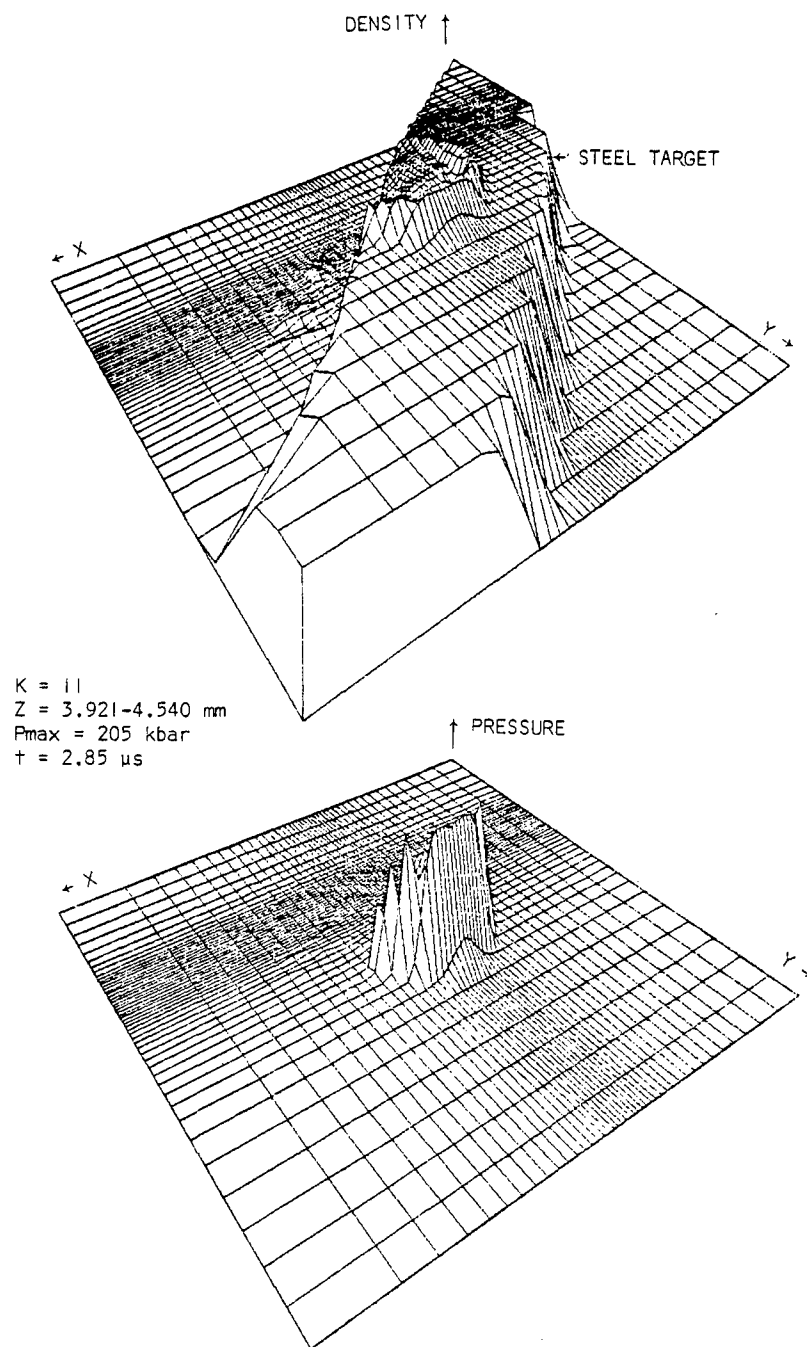 DENSITY ↑
← STEEL TARGET
← X
Y →
K = 11
Z = 3.921-4.540 mm
Pmax = 205 kbar
t = 2.85 µs
↑ PRESSURE
← X
Y →